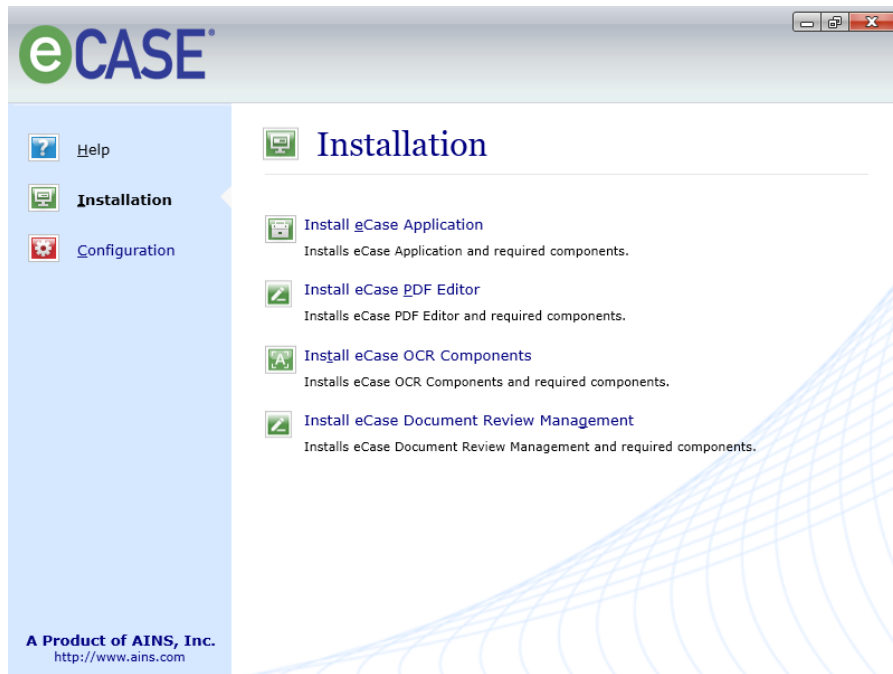 eCASE®
Help
Installation
Configuration
A Product of AINS, Inc.
http://www.ains.com
Installation
Install eCase Application
Installs eCase Application and required components.
Install eCase PDF Editor
Installs eCase PDF Editor and required components.
Install eCase OCR Components
Installs eCase OCR Components and required components.
Install eCase Document Review Management
Installs eCase Document Review Management and required components.